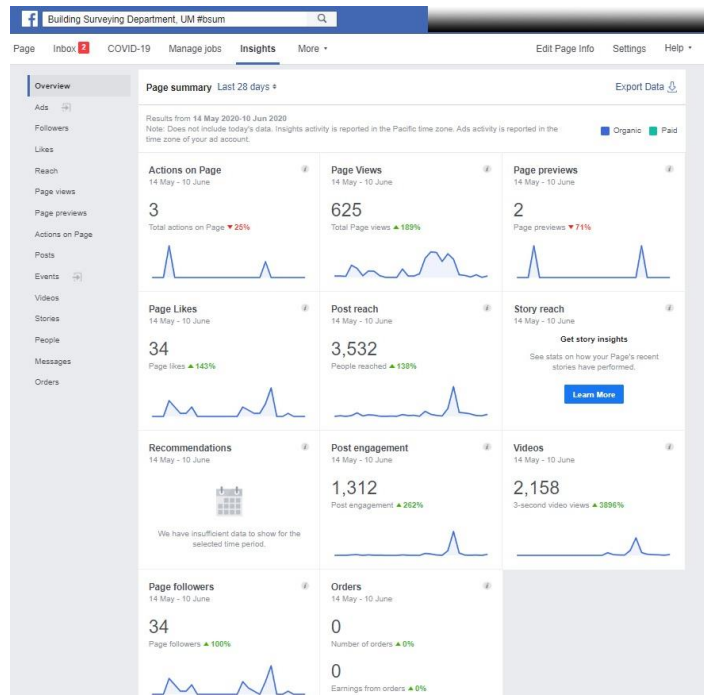 Building Surveying Department, UM #bsum
Page Inbox 2 COVID-19 Manage jobs Insights More Edit Page Info Settings Help
Overview
Ads
Followers
Likes
Reach
Page views
Page previews
Actions on Page
Posts
Events
Videos
Stories
People
Messages
Orders
Page summary Last 28 days Export Data
Results from 14 May 2020-10 Jun 2020
Note: Does not include today's data. Insights activity is reported in the Pacific time zone. Ads activity is reported in the
time zone of your ad account.
Organic Paid
Actions on Page
14 May - 10 June
3
Total actions on Page ▼25%
Page Views
14 May - 10 June
625
Total Page views ▲189%
Page previews
14 May - 10 June
2
Page previews ▼71%
Page Likes
14 May - 10 June
34
Page likes ▲143%
Post reach
14 May - 10 June
3,532
People reached ▲138%
Story reach
14 May - 10 June
Get story insights
See stats on how your Page's recent
stories have performed.
Learn More
Recommendations
14 May - 10 June
We have insufficient data to show for the
selected time period.
Post engagement
14 May - 10 June
1,312
Post engagement ▲262%
Videos
14 May - 10 June
2,158
3-second video views ▲3896%
Page followers
14 May - 10 June
34
Page followers ▲100%
Orders
14 May - 10 June
0
Number of orders ▲0%
0
Earnings from orders ▲0%